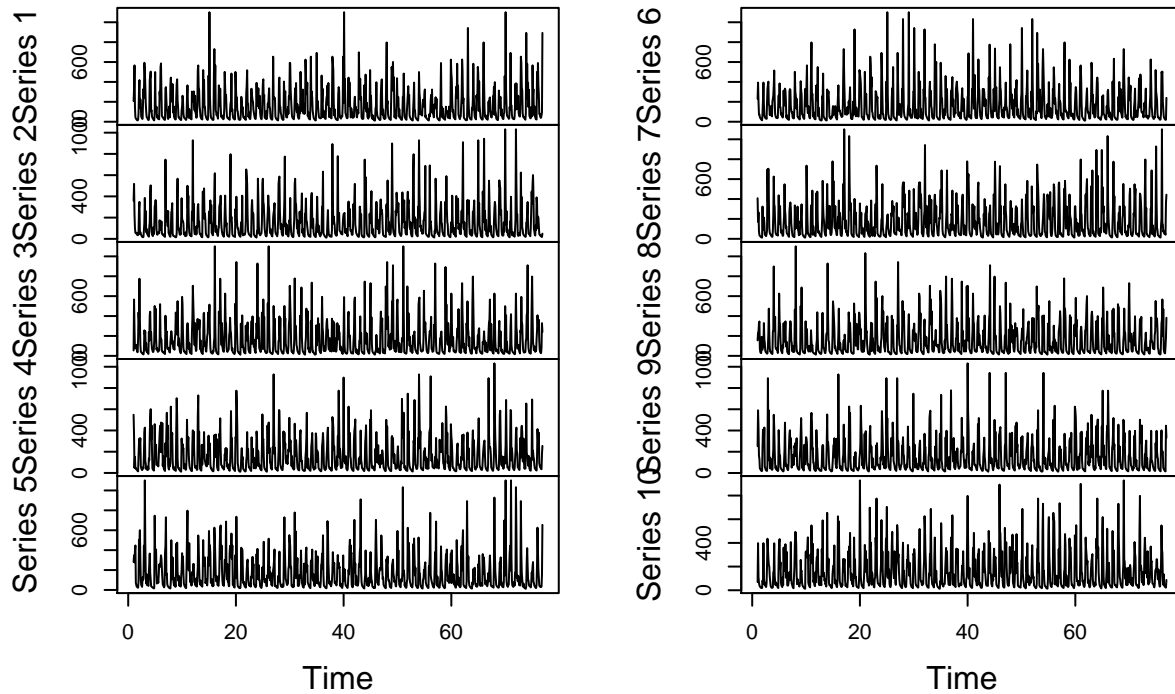 Series 1
0 600
Series 2
0 400 1000
Series 3
0 600
Series 4
0 400 1000
Series 5
0 600
0 20 40 60
Time
Series 6
0 600
Series 7
0 600
Series 8
0 600
Series 9
0 400 1000
Series 10
0 400
0 20 40 60
Time